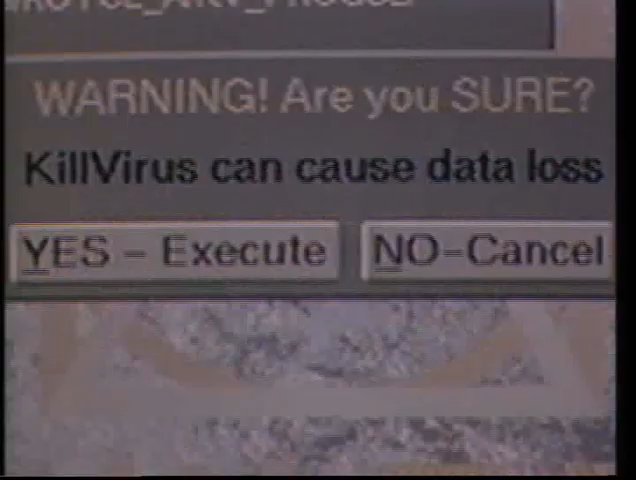 WARNING! Are you SURE?
KillVirus can cause data loss
YES - Execute
NO-Cancel